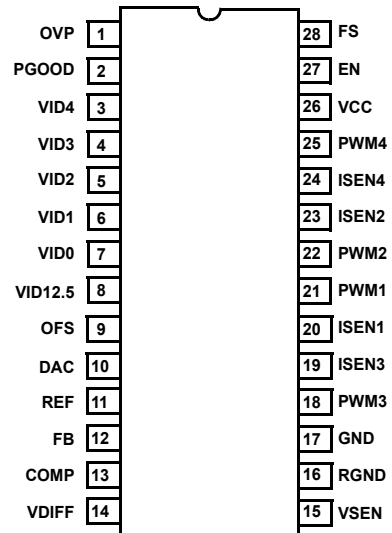 OVP 1 28 FS
PGOOD 2 27 EN
VID4 3 26 VCC
VID3 4 25 PWM4
VID2 5 24 ISEN4
VID1 6 23 ISEN2
VID0 7 22 PWM2
VID12.5 8 21 PWM1
OFS 9 20 ISEN1
DAC 10 19 ISEN3
REF 11 18 PWM3
FB 12 17 GND
COMP 13 16 RGND
VDIFF 14 15 VSEN